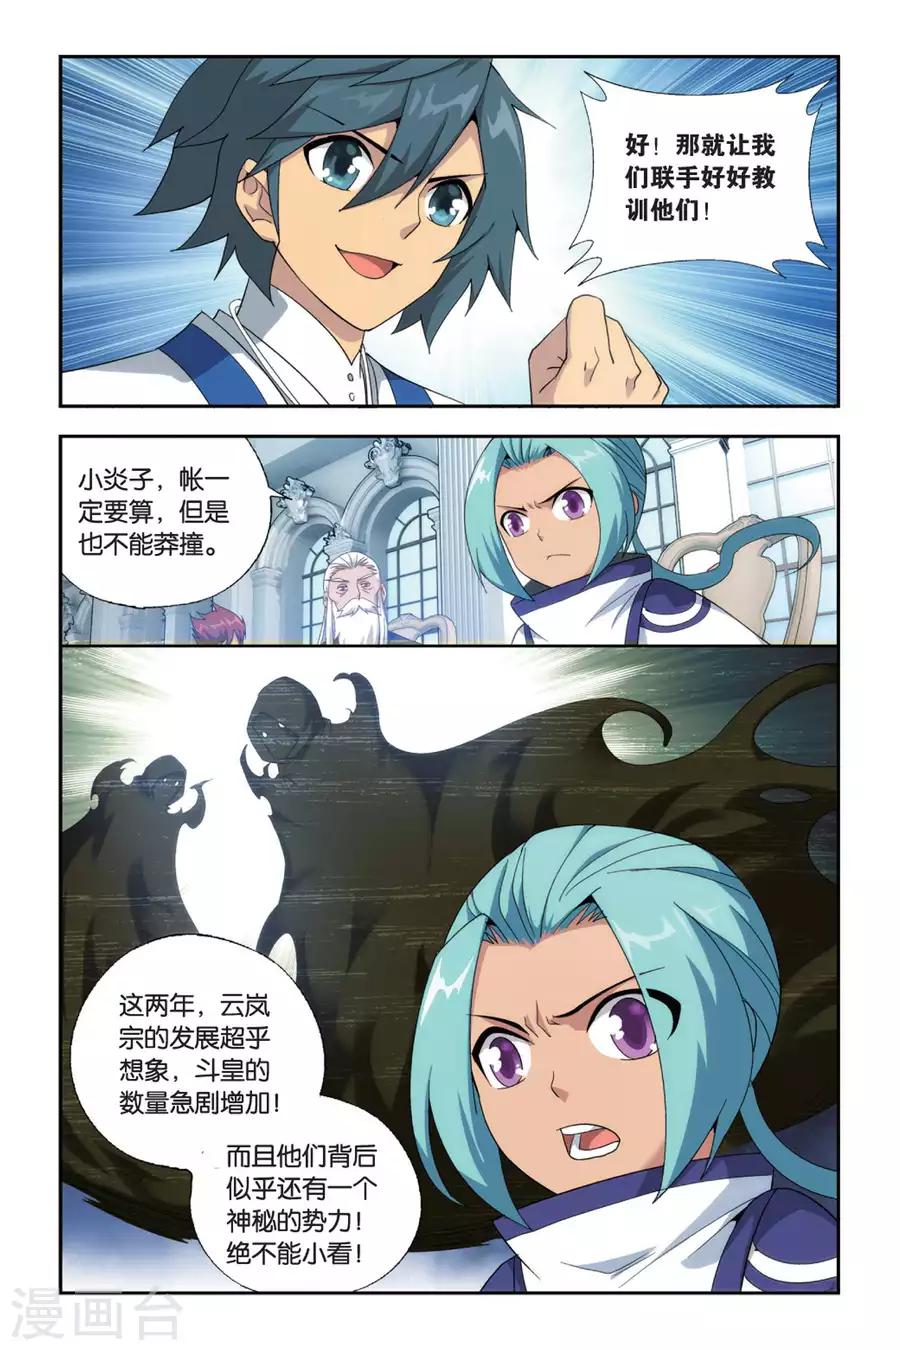 好！那就让我
们联手好好教
训他们！
小炎子，帐一
定要算，但是
也不能莽撞。
这两年，云岚
宗的发展超乎
想象，斗皇的
数量急剧增加！
而且他们背后
似乎还有一个
神秘的势力！
绝不能小看！
漫画台